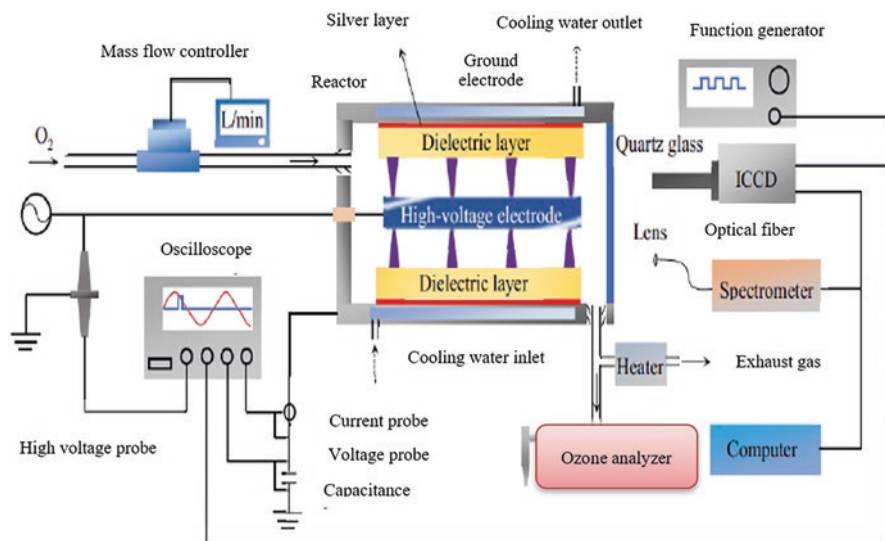 Silver layer
Cooling water outlet
Function generator
Mass flow controller
Ground
electrode
Reactor
L/min
O2
Dielectric layer
Quartz glass
ICCD
High-voltage electrode
Oscilloscope
Lens
Optical fiber
Dielectric layer
Spectrometer
Cooling water inlet
Heater
Exhaust gas
Current probe
High voltage probe
Voltage probe
Ozone analyzer
Computer
Capacitance